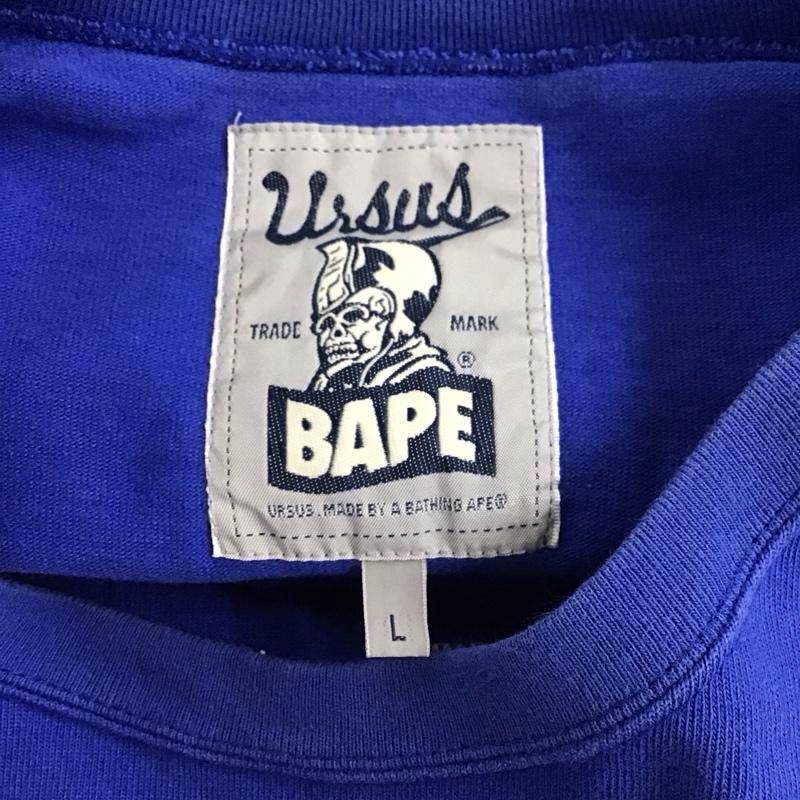 Ursus
TRADE MARK
®
BAPE
URSUS. MADE BY A BATHING APE®
L